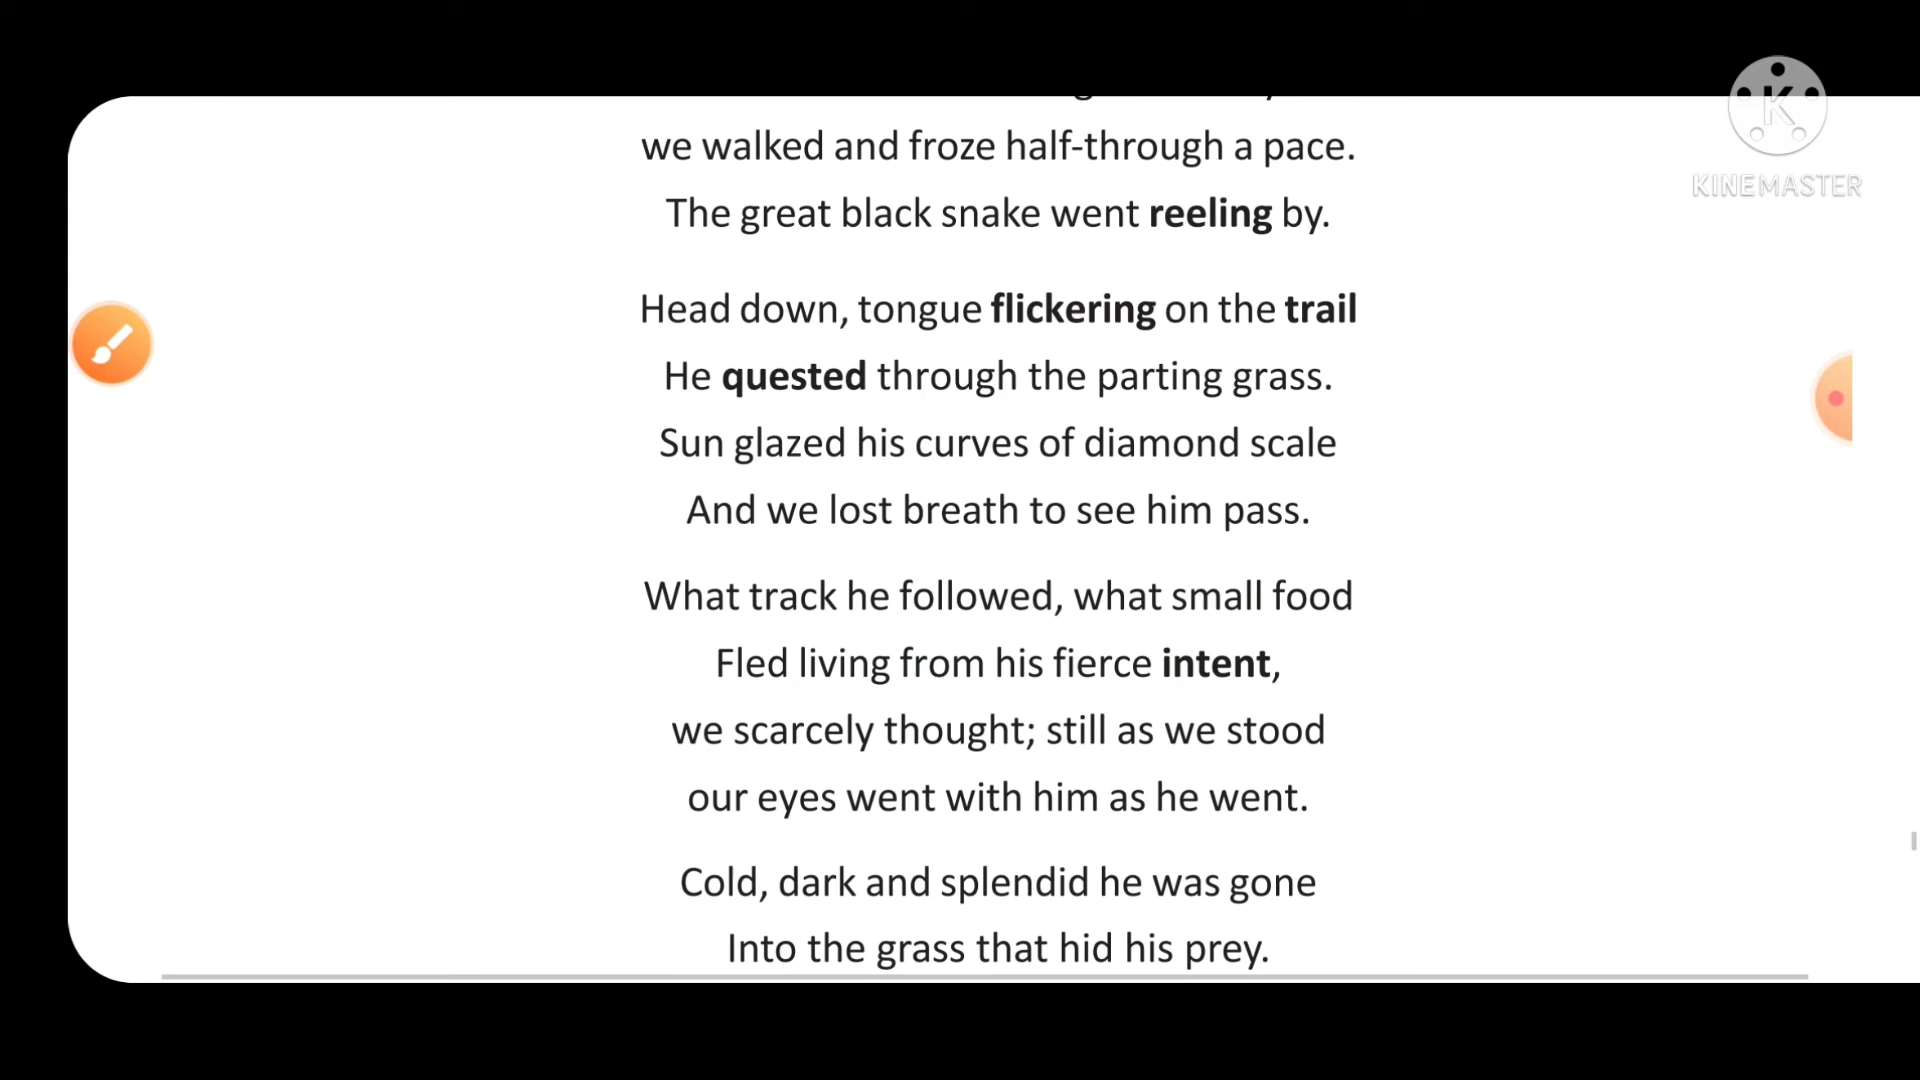 we walked and froze half-through a pace.
The great black snake went reeling by.
Head down, tongue flickering on the trail
He quested through the parting grass.
Sun glazed his curves of diamond scale
And we lost breath to see him pass.
What track he followed, what small food
Fled living from his fierce intent,
we scarcely thought; still as we stood
our eyes went with him as he went.
Cold, dark and splendid he was gone
Into the grass that hid his prey.
K
KINEMASTER